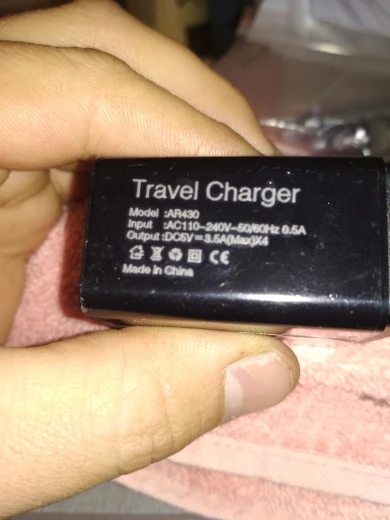 Travel Charger
Model :AR430
Input :AC110-240V-50/60Hz 0.5A
Output :DC5V=3.5A(Max)X4
CE
Made in China